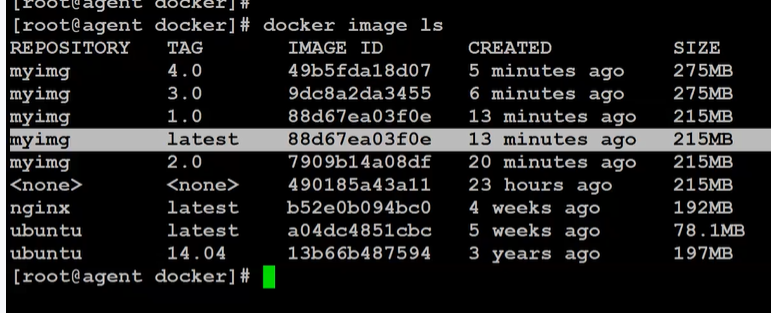 [root@agent docker]#
[root@agent docker]# docker image ls
REPOSITORY TAG IMAGE ID CREATED SIZE
myimg 4.0 49b5fda18d07 5 minutes ago 275MB
myimg 3.0 9dc8a2da3455 6 minutes ago 275MB
myimg 1.0 88d67ea03f0e 13 minutes ago 215MB
myimg latest 88d67ea03f0e 13 minutes ago 215MB
myimg 2.0 7909b14a08df 20 minutes ago 215MB
<none> <none> 490185a43a11 23 hours ago 215MB
nginx latest b52e0b094bc0 4 weeks ago 192MB
ubuntu latest a04dc4851cbc 5 weeks ago 78.1MB
ubuntu 14.04 13b66b487594 3 years ago 197MB
[root@agent docker]#